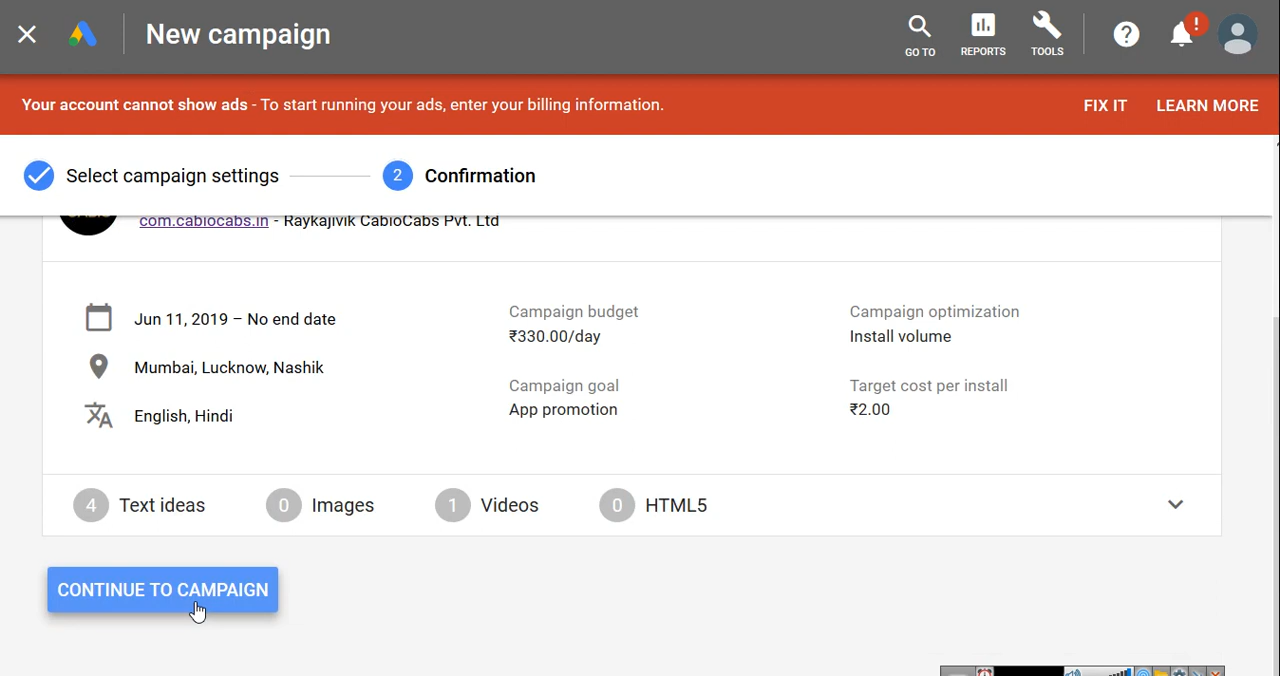 New campaign
GO TO
REPORTS
TOOLS
!
Your account cannot show ads - To start running your ads, enter your billing information.
FIX IT
LEARN MORE
Select campaign settings
2 Confirmation
com.cabiocabs.in - Raykajivik CabioCabs Pvt. Ltd
Jun 11, 2019 – No end date
Mumbai, Lucknow, Nashik
English, Hindi
Campaign budget
₹330.00/day
Campaign goal
App promotion
Campaign optimization
Install volume
Target cost per install
₹2.00
4 Text ideas
0 Images
1 Videos
0 HTML5
CONTINUE TO CAMPAIGN